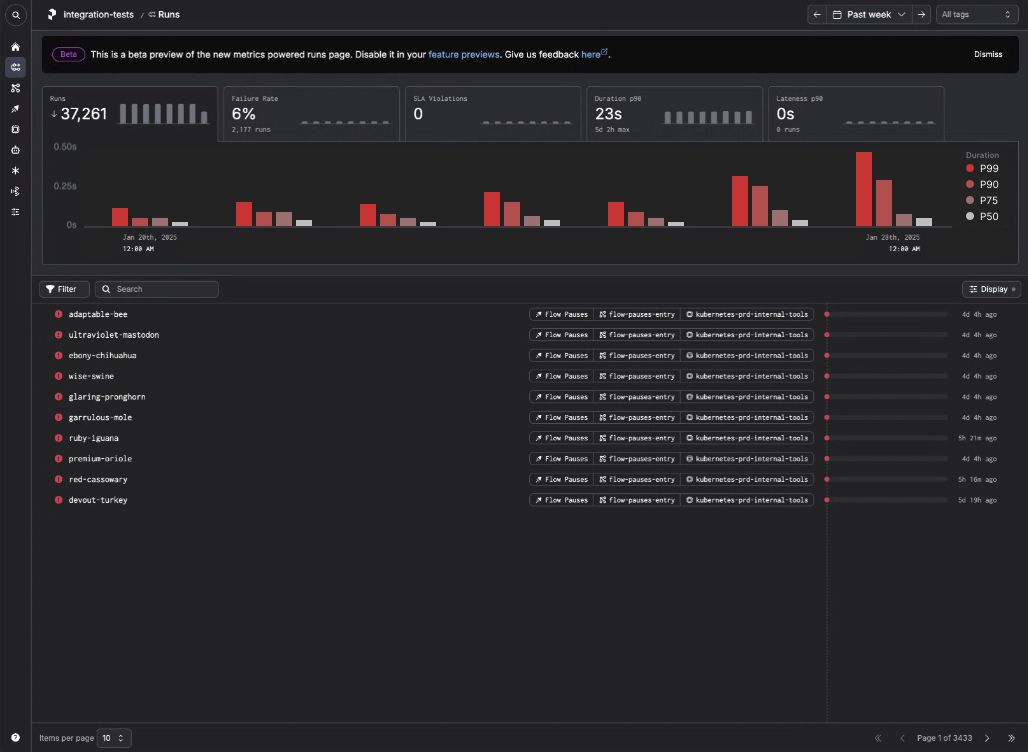 integration-tests / Runs
Past week
All tags
Beta This is a beta preview of the new metrics powered runs page. Disable it in your feature previews. Give us feedback here.
Dismiss
Runs
37,261
Failure Rate
6%
2,177 runs
SLA Violations
0
Duration p90
23s
5d 2h max
Lateness p90
0s
0 runs
0.50s
0.25s
0s
Jan 20th, 2025
12:00 AM
Jan 28th, 2025
12:00 AM
Duration
P99
P90
P75
P50
Filter
Search
Display
adaptable-bee Flow Pauses flow-pauses-entry kubernetes-prd-internal-tools 4d 4h ago
ultraviolet-mastodon Flow Pauses flow-pauses-entry kubernetes-prd-internal-tools 4d 4h ago
ebony-chihuahua Flow Pauses flow-pauses-entry kubernetes-prd-internal-tools 4d 4h ago
wise-swine Flow Pauses flow-pauses-entry kubernetes-prd-internal-tools 4d 4h ago
glaring-pronghorn Flow Pauses flow-pauses-entry kubernetes-prd-internal-tools 4d 4h ago
garrulous-mole Flow Pauses flow-pauses-entry kubernetes-prd-internal-tools 4d 4h ago
ruby-iguana Flow Pauses flow-pauses-entry kubernetes-prd-internal-tools 5h 21m ago
premium-oriole Flow Pauses flow-pauses-entry kubernetes-prd-internal-tools 4d 4h ago
red-cassowary Flow Pauses flow-pauses-entry kubernetes-prd-internal-tools 5h 16m ago
devout-turkey Flow Pauses flow-pauses-entry kubernetes-prd-internal-tools 5d 19h ago
Items per page 10
Page 1 of 3433